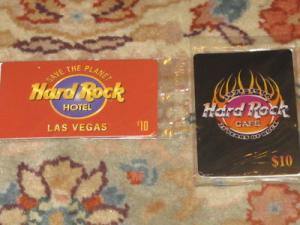 SAVE THE PLANET
Hard Rock
HOTEL
LAS VEGAS
$10
Hard Rock
CAFE
$10